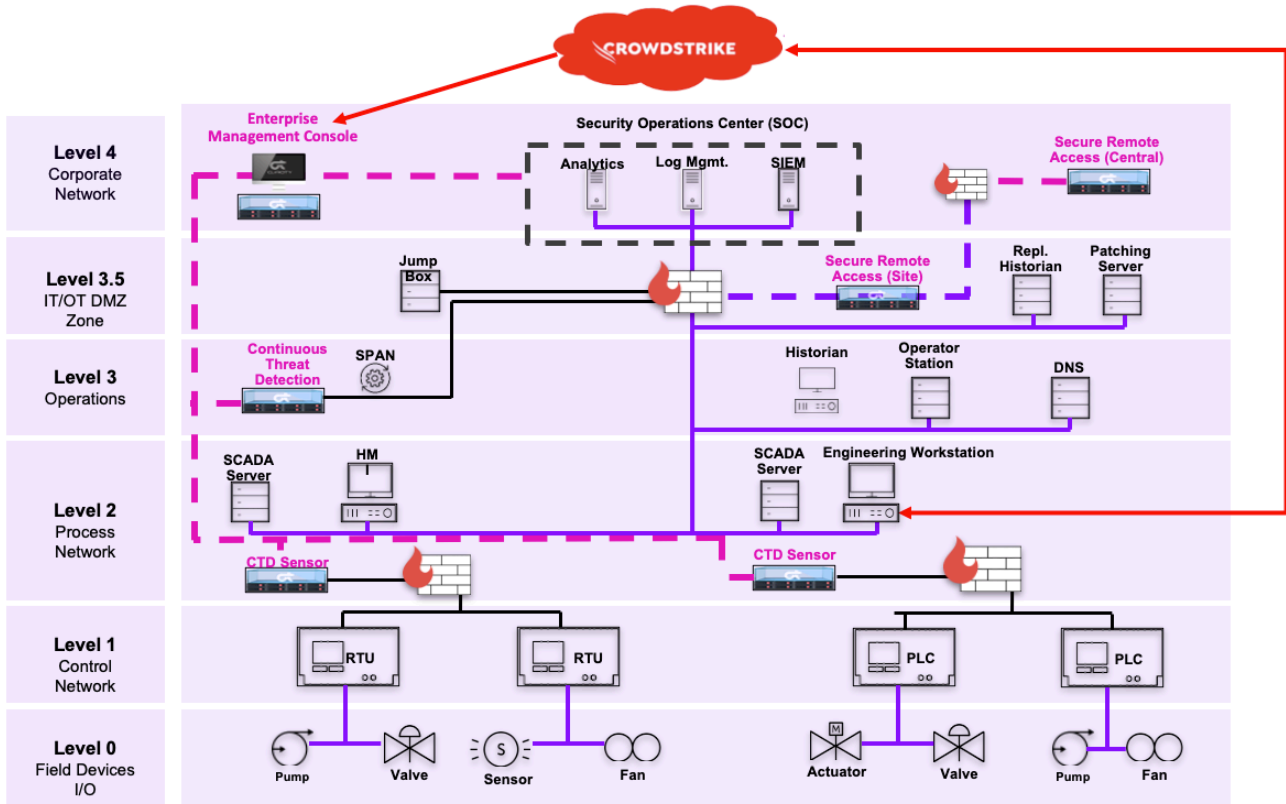 CROWDSTRIKE
Level 4
Corporate
Network
Enterprise
Management Console
CLAROTY
Security Operations Center (SOC)
Analytics
Log Mgmt.
SIEM
Secure Remote
Access (Central)
Level 3.5
IT/OT DMZ
Zone
Jump
Box
Secure Remote
Access (Site)
Repl.
Historian
Patching
Server
Level 3
Operations
Continuous
Threat
Detection
SPAN
Historian
Operator
Station
DNS
Level 2
Process
Network
SCADA
Server
HM
I
SCADA
Server
Engineering Workstation
CTD Sensor
CTD Sensor
Level 1
Control
Network
RTU
RTU
PLC
PLC
Level 0
Field Devices
I/O
Pump
Valve
S
Sensor
Fan
M
Actuator
Valve
Pump
Fan